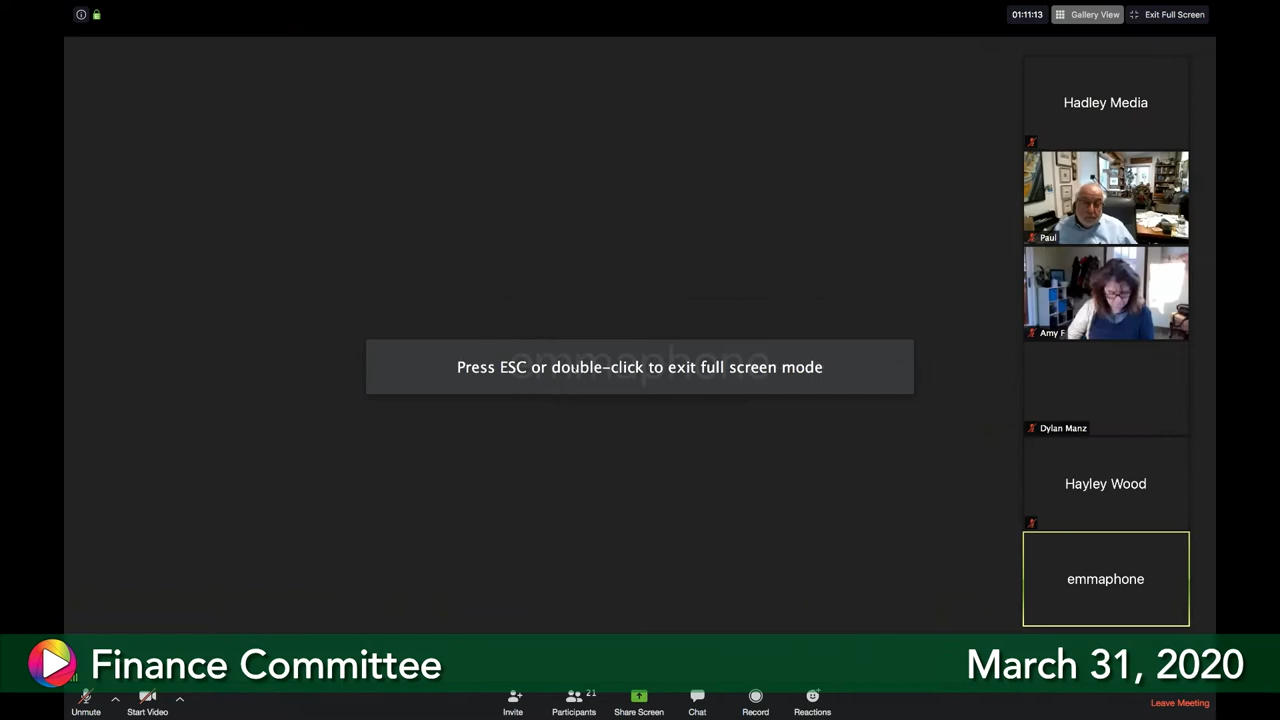 01:11:13
Gallery View
Exit Full Screen
Hadley Media
Paul
Amy F
Press ESC or double-click to exit full screen mode
emmaphone
Dylan Manz
Hayley Wood
emmaphone
Finance Committee
March 31, 2020
Unmute
Start Video
Invite
21
Participants
Share Screen
Chat
Record
Reactions
Leave Meeting